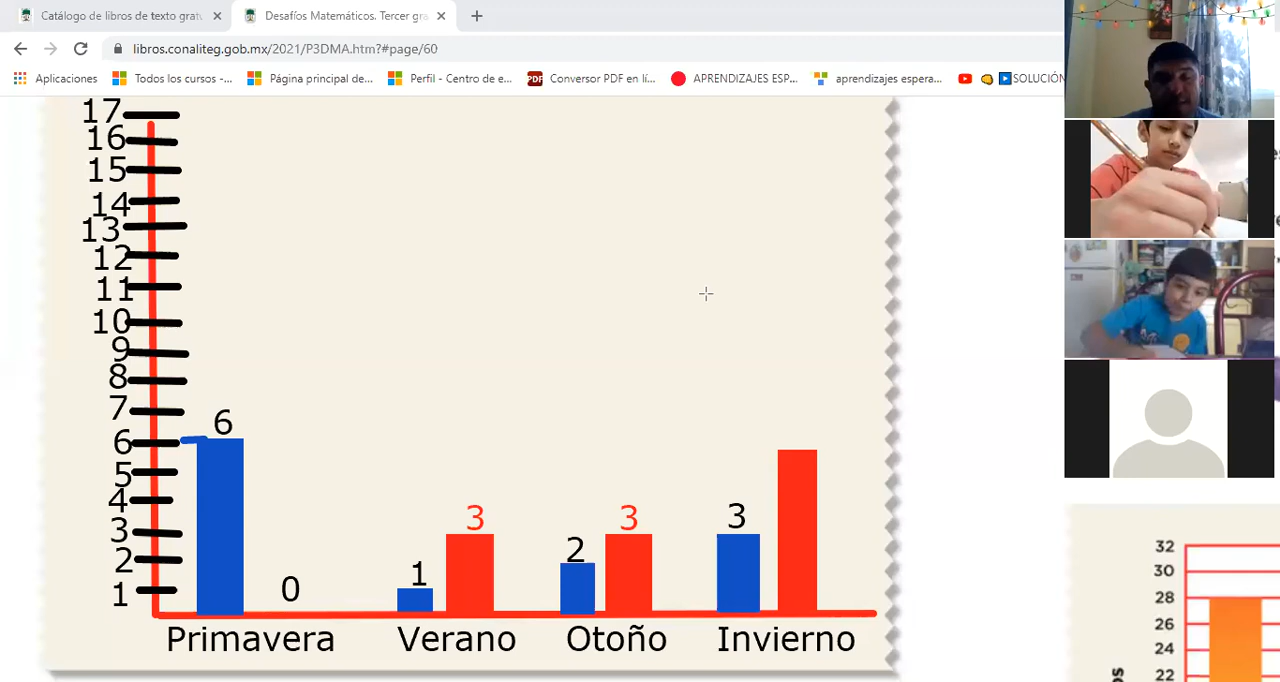 Catálogo de libros de texto gratu
Desafíos Matemáticos. Tercer gra
libros.conaliteg.gob.mx/2021/P3DMA.htm?#page/60
Aplicaciones
Todos los cursos -...
Página principal de...
Perfil - Centro de e...
PDF
Conversor PDF en lí...
APRENDIZAJES ESP...
aprendizajes espera...
SOLUCIÓN
17
16
15
14
13
12
11
10
9
8
7
6
5
4
3
2
1
6
0
1
3
2
3
3
Primavera
Verano
Otoño
Invierno
32
30
28
26
24
22